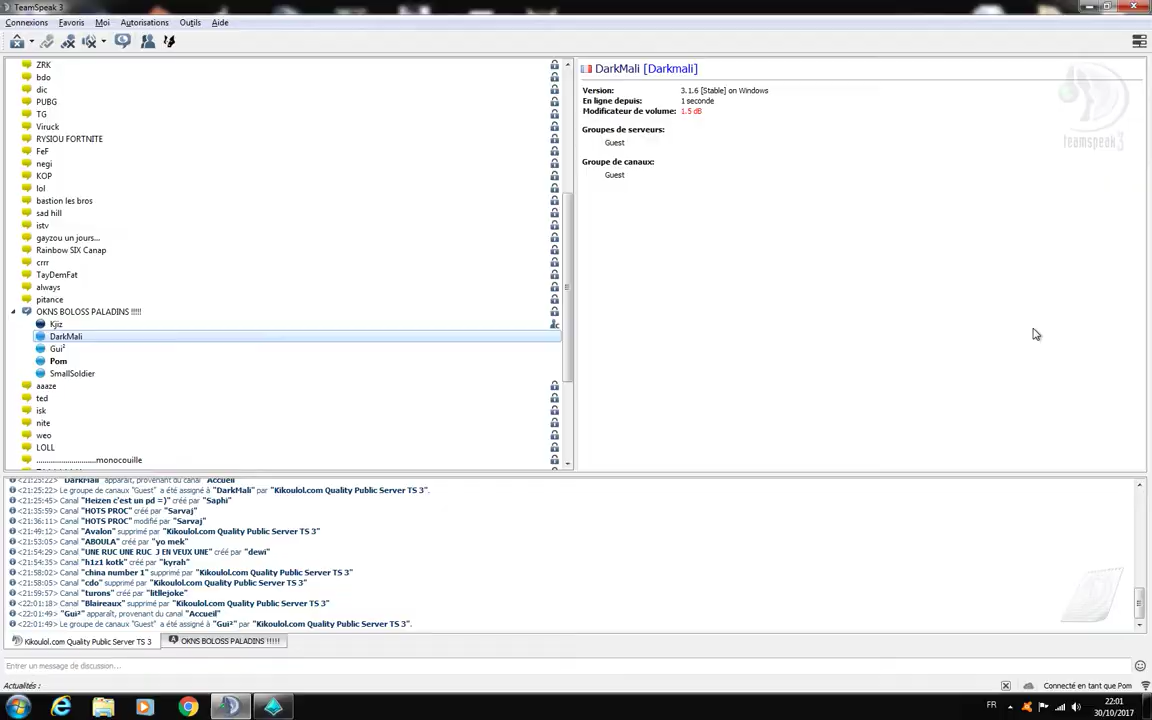 TeamSpeak 3
Connexions Favoris Moi Autorisations Outils Aide
ZRK
bdo
dic
PUBG
TG
Viruck
RYSIOU FORTNITE
FeF
negi
KOP
lol
bastion les bros
sad hill
istv
gayzou un jours...
Rainbow SIX Canap
crrr
TayDemFat
always
pitance
OKNS BOLOSS PALADINS !!!!!
Kjiz
DarkMali
Gui²
Pom
SmallSoldier
aaaze
ted
isk
nite
weo
LOLL
...........................monocouille
DarkMali [Darkmali]
Version: 3.1.6 [Stable] on Windows
En ligne depuis: 1 seconde
Modificateur de volume: 1.5 dB
Groupes de serveurs:
Guest
Groupe de canaux:
Guest
teamspeak 3
<21:25:22> "DarkMali" apparaît, provenant du canal "Accueil"
<21:25:22> Le groupe de canaux "Guest" a été assigné à "DarkMali" par "Kikoulol.com Quality Public Server TS 3".
<21:25:45> Canal "Heizen c'est un pd =)" créé par "Saphi"
<21:35:59> Canal "HOTS PROC" créé par "Sarvaj"
<21:36:11> Canal "HOTS PROC" modifié par "Sarvaj"
<21:49:12> Canal "Avalon" supprimé par "Kikoulol.com Quality Public Server TS 3"
<21:53:05> Canal "ABOULA" créé par "yo mek"
<21:54:29> Canal "UNE RUC UNE RUC J EN VEUX UNE" créé par "dewi"
<21:54:35> Canal "h1z1 kotk" créé par "kyrah"
<21:58:02> Canal "china number 1" supprimé par "Kikoulol.com Quality Public Server TS 3"
<21:58:05> Canal "cdo" supprimé par "Kikoulol.com Quality Public Server TS 3"
<21:59:57> Canal "turons" créé par "litllejoke"
<22:01:18> Canal "Blaireaux" supprimé par "Kikoulol.com Quality Public Server TS 3"
<22:01:49> "Gui²" apparaît, provenant du canal "Accueil"
<22:01:49> Le groupe de canaux "Guest" a été assigné à "Gui²" par "Kikoulol.com Quality Public Server TS 3".
Kikoulol.com Quality Public Server TS 3 OKNS BOLOSS PALADINS !!!!!
Entrer un message de discussion...
Actualités : Connecté en tant que Pom
FR 22:01
30/10/2017